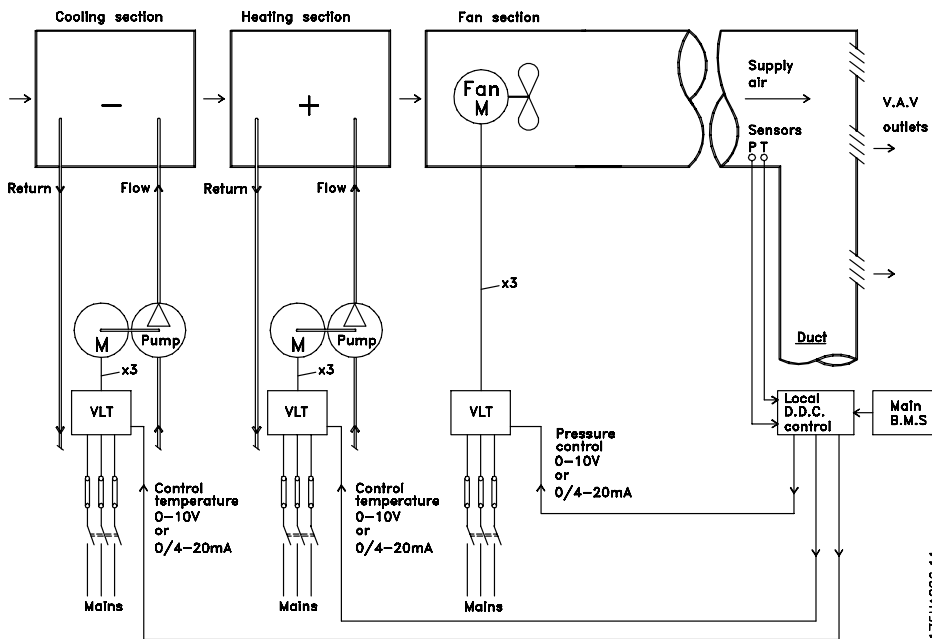 Cooling section
Heating section
Fan section
−
+
Fan
M
Supply
air
Sensors
P T
V.A.V
outlets
Return
Flow
Return
Flow
x3
M
Pump
M
Pump
Duct
x3
x3
VLT
VLT
VLT
Local
D.D.C.
control
Main
B.M.S
Pressure
control
0-10V
or
0/4-20mA
Control
temperature
0-10V
or
0/4-20mA
Control
temperature
0-10V
or
0/4-20mA
Mains
Mains
Mains